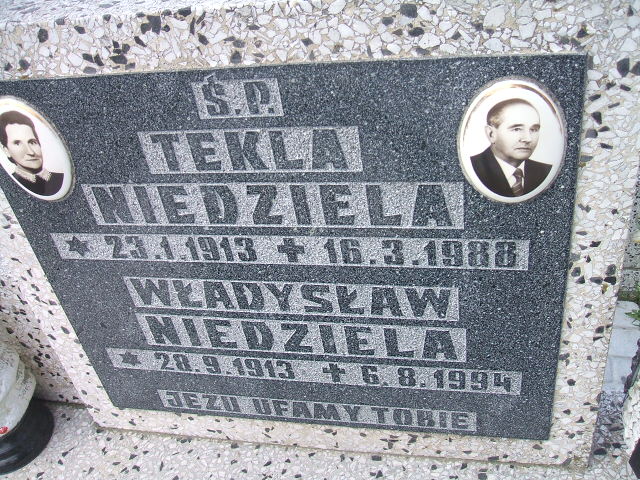 Ś.P.
TEKLA
NIEDZIELA
★ 23.1.1913 ✝ 16.3.1988
WŁADYSŁAW
NIEDZIELA
★ 28.9.1913 ✝ 6.8.1994
JEZU UFAMY TOBIE